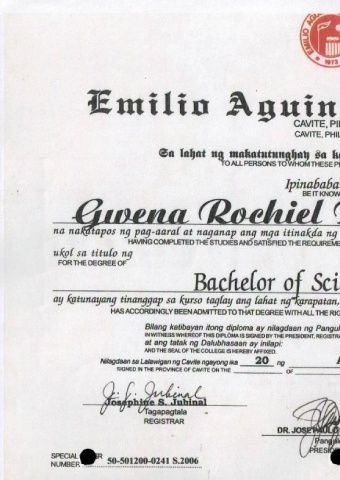 EMILIO AGU
1973
Emilio Aguin
CAVITE, PI
CAVITE, PHIL
Sa lahat ng makatutunghay sa k
TO ALL PERSONS TO WHOM THESE P
Ipinababa
BE IT KNOW
Gwena Rochiel
na nakatapos ng pag-aaral at naganap ang mga itinakda ng
HAVING COMPLETED THE STUDIES AND SATISFIED THE REQUIREME
ukol sa titulo ng
FOR THE DEGREE OF
Bachelor of Sci
ay katunayang tinanggap sa kurso taglay ang lahat ng karapatan,
HAS ACCORDINGLY BEEN ADMITTED TO THAT DEGREE WITH ALL THE RIG
Bilang katibayan itong diploma ay nilagdaan ng Pangul
IN WITNESS WHEREOF THIS DIPLOMA IS SIGNED BY THE PRESIDENT, REGISTR
at ang tatak ng Dalubhasaan ay inilapi:
AND THE SEAL OF THE COLLEGE IS HEREBY AFFIXED.
Nilagdaan sa Lalawigan ng Cavite ngayong ika 20 ng A
SIGNED IN THE PROVINCE OF CAVITE ON THE OF
Josephine S. Jubinal
Tagapagtala
REGISTRAR
DR. JOSE PAULO
Pangul
PRESID
SPECIAL ER
NUMBER 50-501200-0241 S.2006